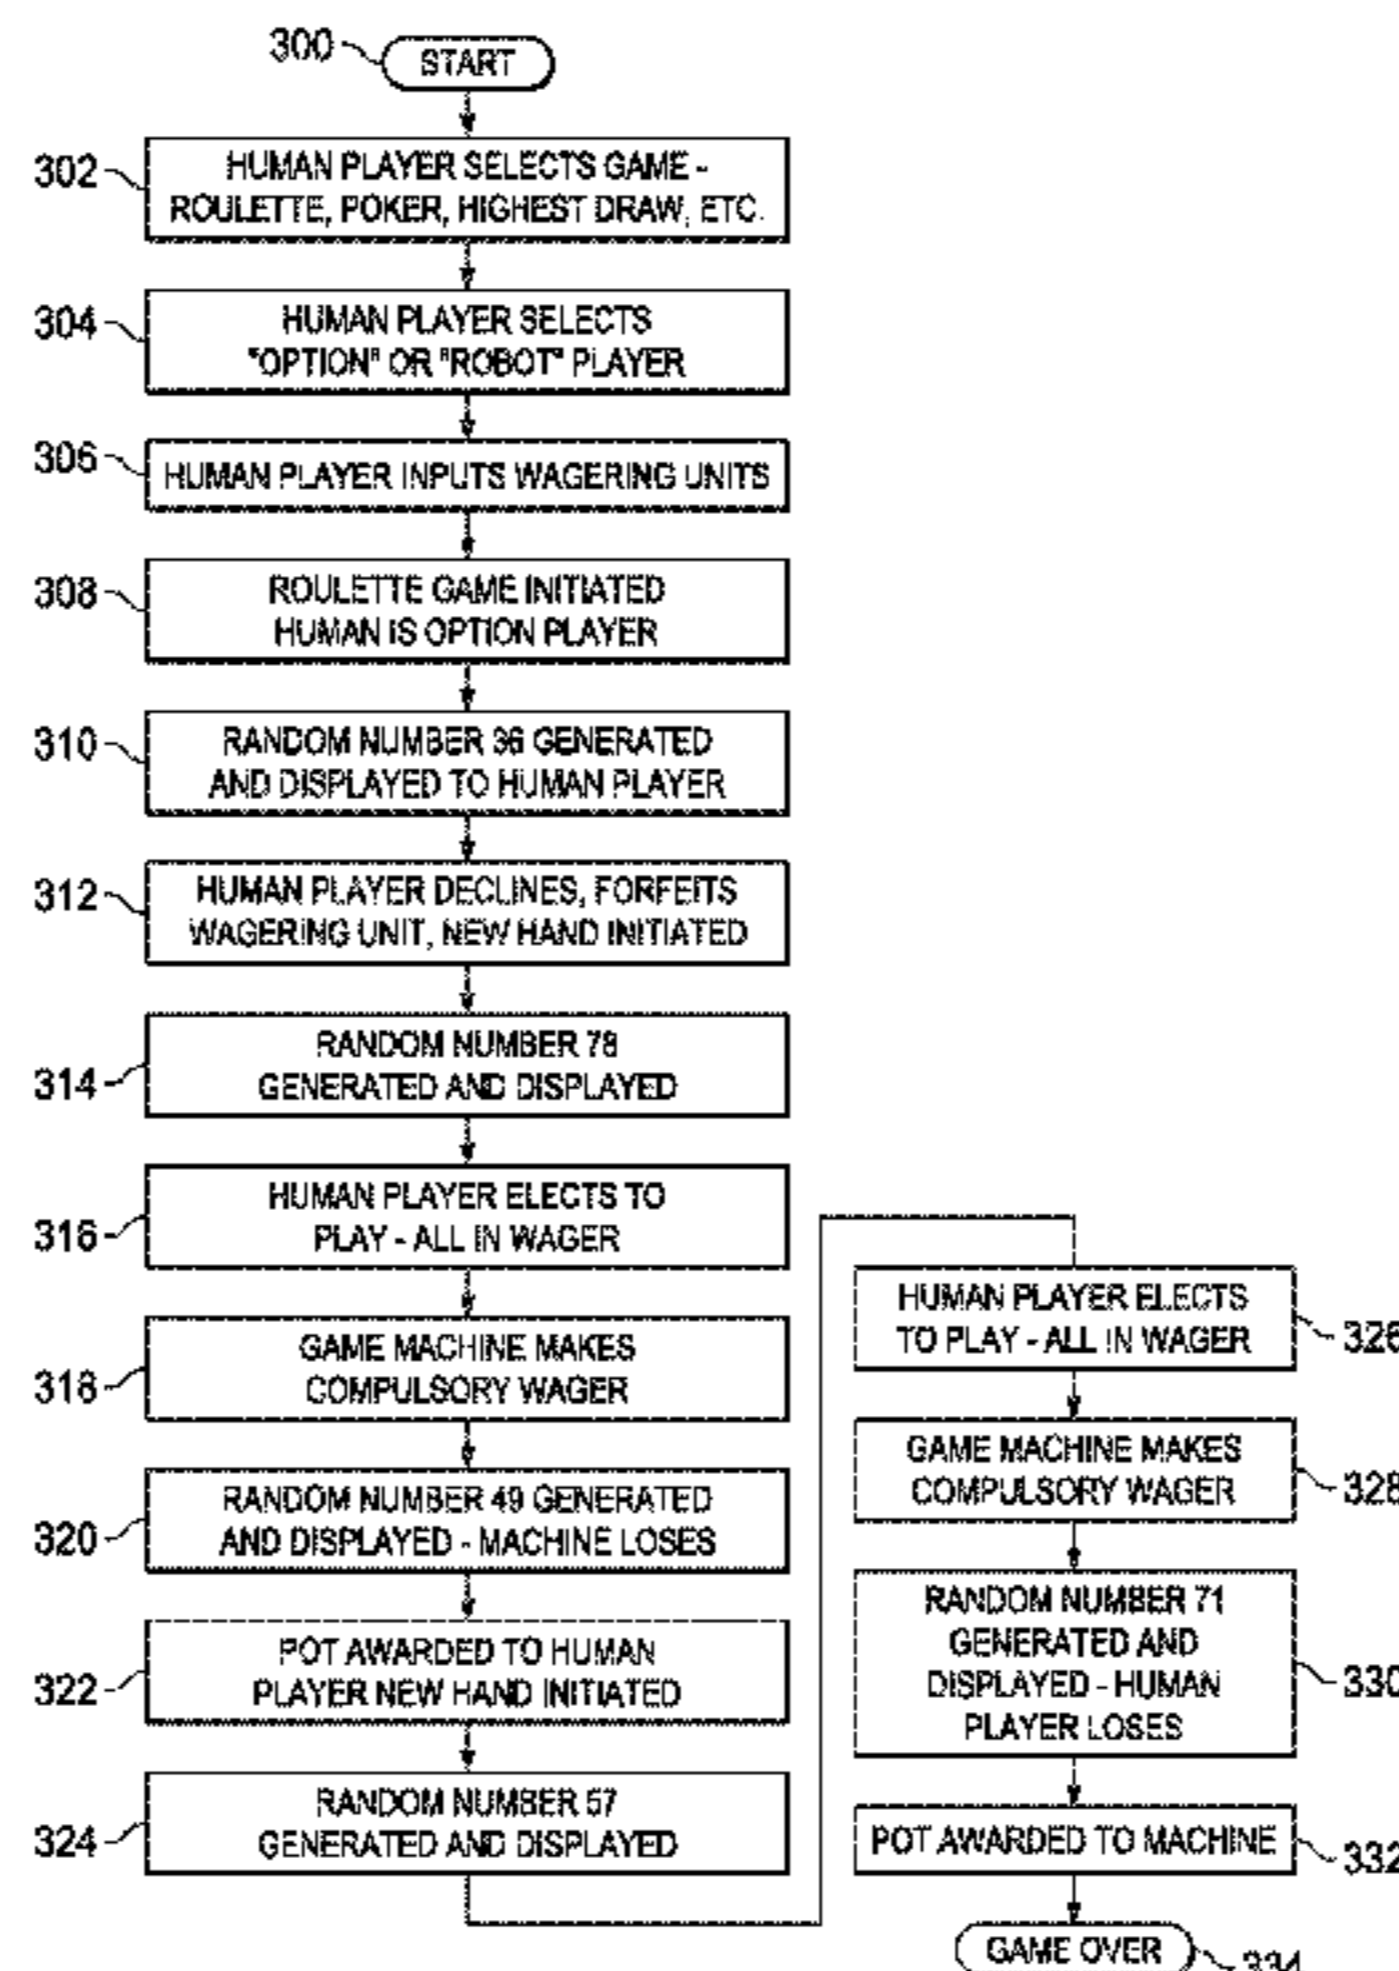 300
START
302
HUMAN PLAYER SELECTS GAME -
ROULETTE, POKER, HIGHEST DRAW, ETC.
304
HUMAN PLAYER SELECTS
"OPTION" OR "ROBOT" PLAYER
306
HUMAN PLAYER INPUTS WAGERING UNITS
308
ROULETTE GAME INITIATED
HUMAN IS OPTION PLAYER
310
RANDOM NUMBER 36 GENERATED
AND DISPLAYED TO HUMAN PLAYER
312
HUMAN PLAYER DECLINES, FORFEITS
WAGERING UNIT, NEW HAND INITIATED
314
RANDOM NUMBER 78
GENERATED AND DISPLAYED
316
HUMAN PLAYER ELECTS TO
PLAY - ALL IN WAGER
318
GAME MACHINE MAKES
COMPULSORY WAGER
320
RANDOM NUMBER 49 GENERATED
AND DISPLAYED - MACHINE LOSES
322
POT AWARDED TO HUMAN
PLAYER NEW HAND INITIATED
324
RANDOM NUMBER 57
GENERATED AND DISPLAYED
HUMAN PLAYER ELECTS
TO PLAY - ALL IN WAGER
326
GAME MACHINE MAKES
COMPULSORY WAGER
328
RANDOM NUMBER 71
GENERATED AND
DISPLAYED - HUMAN
PLAYER LOSES
330
POT AWARDED TO MACHINE
332
GAME OVER
334